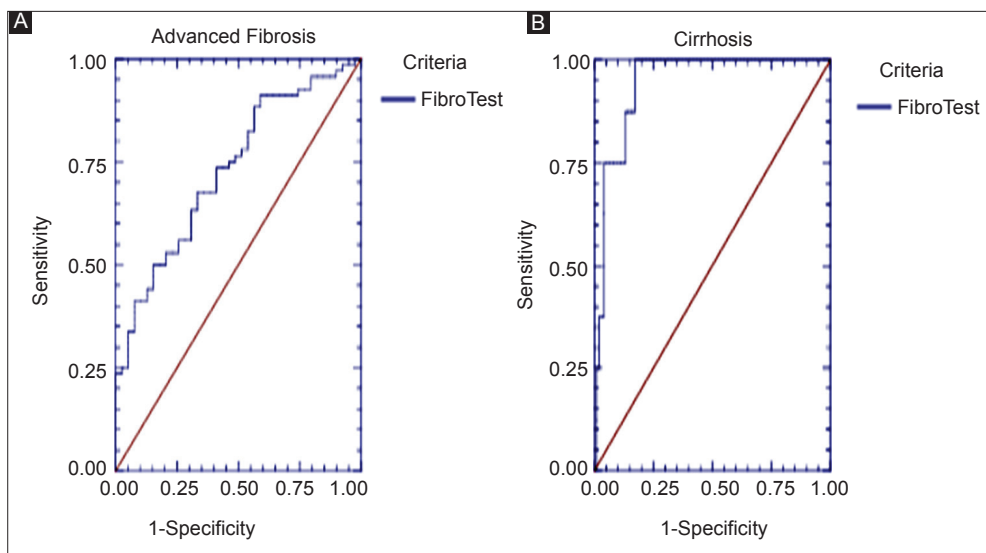 A
Advanced Fibrosis
Criteria
FibroTest
1.00
0.75
0.50
0.25
0.00
Sensitivity
0.00 0.25 0.50 0.75 1.00
1-Specificity
B
Cirrhosis
Criteria
FibroTest
1.00
0.75
0.50
0.25
0.00
Sensitivity
0.00 0.25 0.50 0.75 1.00
1-Specificity